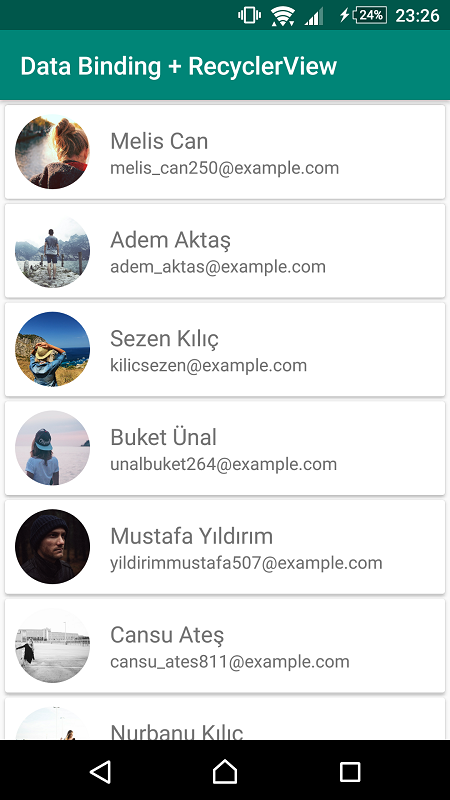 24% 23:26
Data Binding + RecyclerView
Melis Can
melis_can250@example.com
Adem Aktaş
adem_aktas@example.com
Sezen Kılıç
kilicsezen@example.com
Buket Ünal
unalbuket264@example.com
Mustafa Yıldırım
yildirimmustafa507@example.com
Cansu Ateş
cansu_ates811@example.com
Nurbanu Kılıç